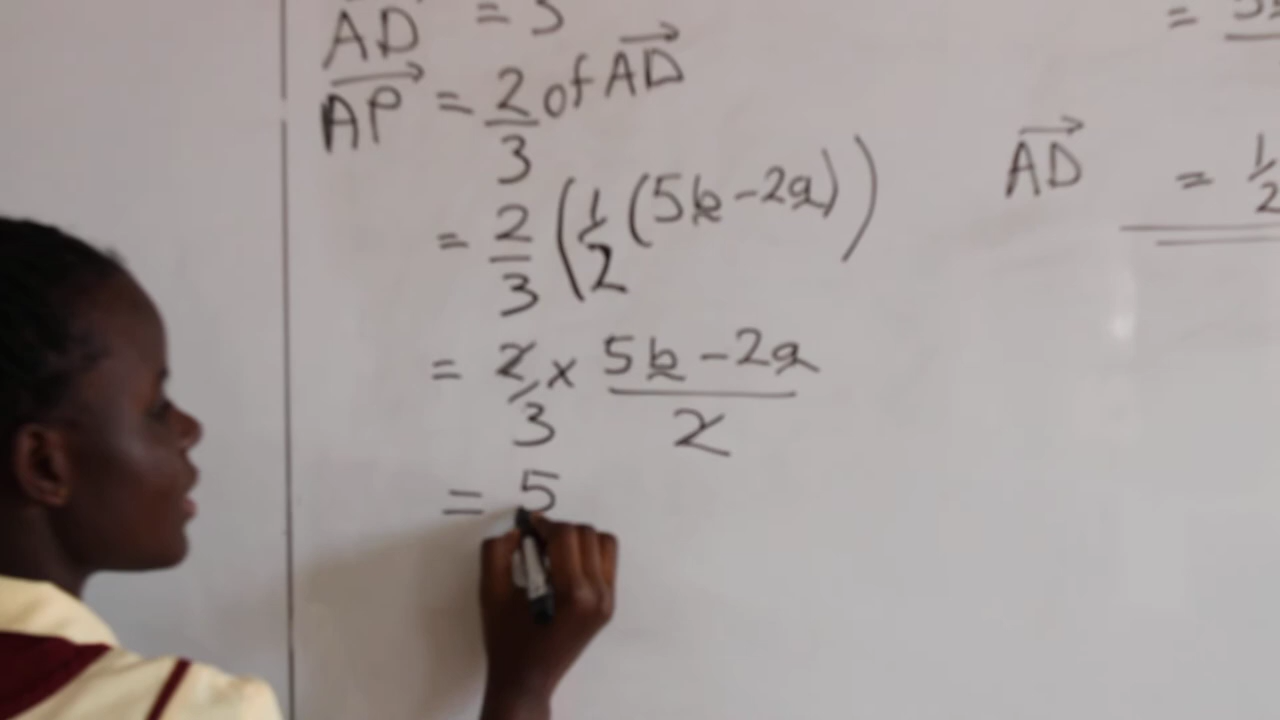 AD = 5
AP = 2/3 of AD
= 2/3 (1/2 (5b - 2a))
= 2/3 × 5b - 2a / 2
= 5
AD = 1/2